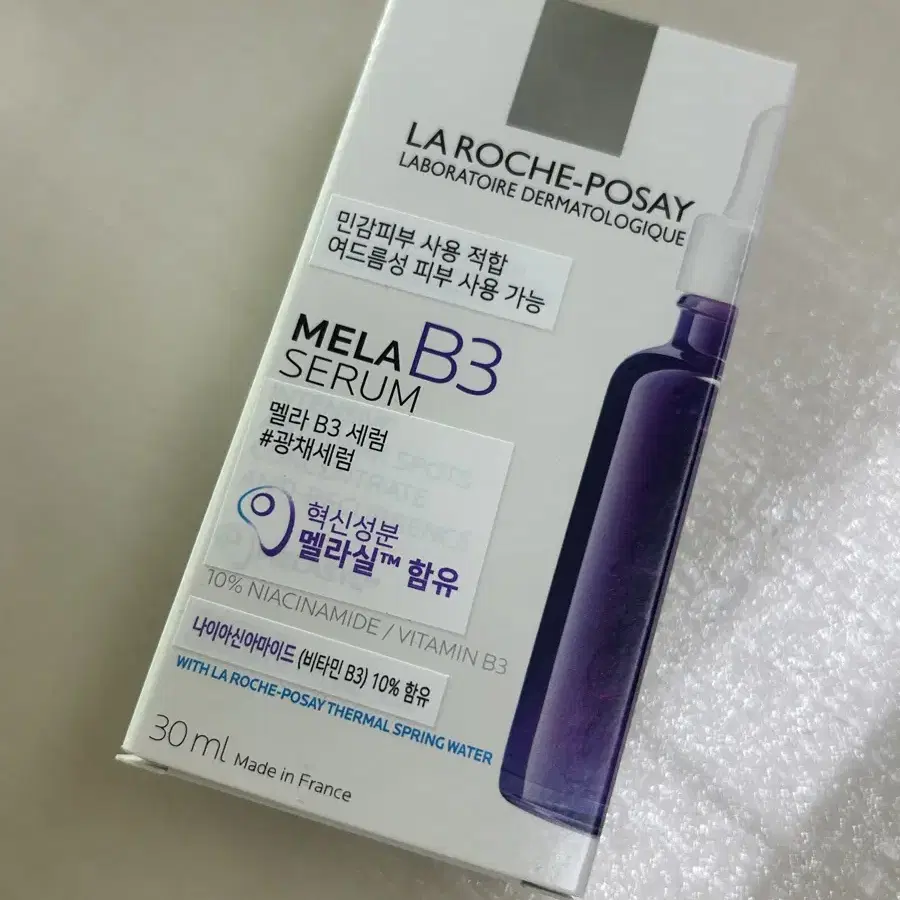 LA ROCHE-POSAY
LABORATOIRE DERMATOLOGIQUE
민감피부 사용 적합
여드름성 피부 사용 가능
MELA B3
SERUM
멜라 B3 세럼
#광채세럼
혁신성분
멜라실™ 함유
10% NIACINAMIDE / VITAMIN B3
나이아신아마이드 (비타민 B3) 10% 함유
WITH LA ROCHE-POSAY THERMAL SPRING WATER
30 ml Made in France